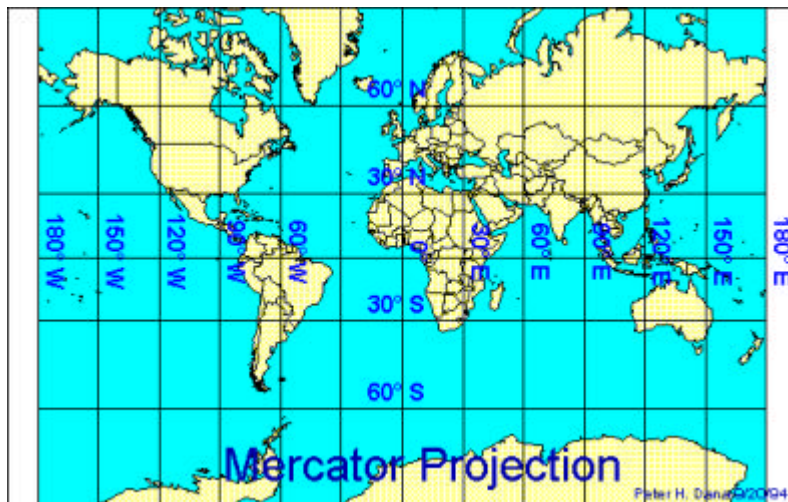 60° N
30° N
180° W
150° W
120° W
90° W
60° W
0°
30° E
60° E
90° E
120° E
150° E
180° E
30° S
60° S
Mercator Projection
Peter H. Dana 9/20/94